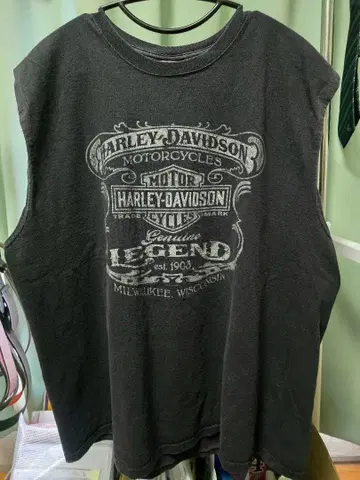 HARLEY-DAVIDSON
MOTORCYCLES
MOTOR
HARLEY-DAVIDSON
TRADE CYCLES MARK
Genuine
LEGEND
est. 1903
MILWAUKEE, WISCONSIN